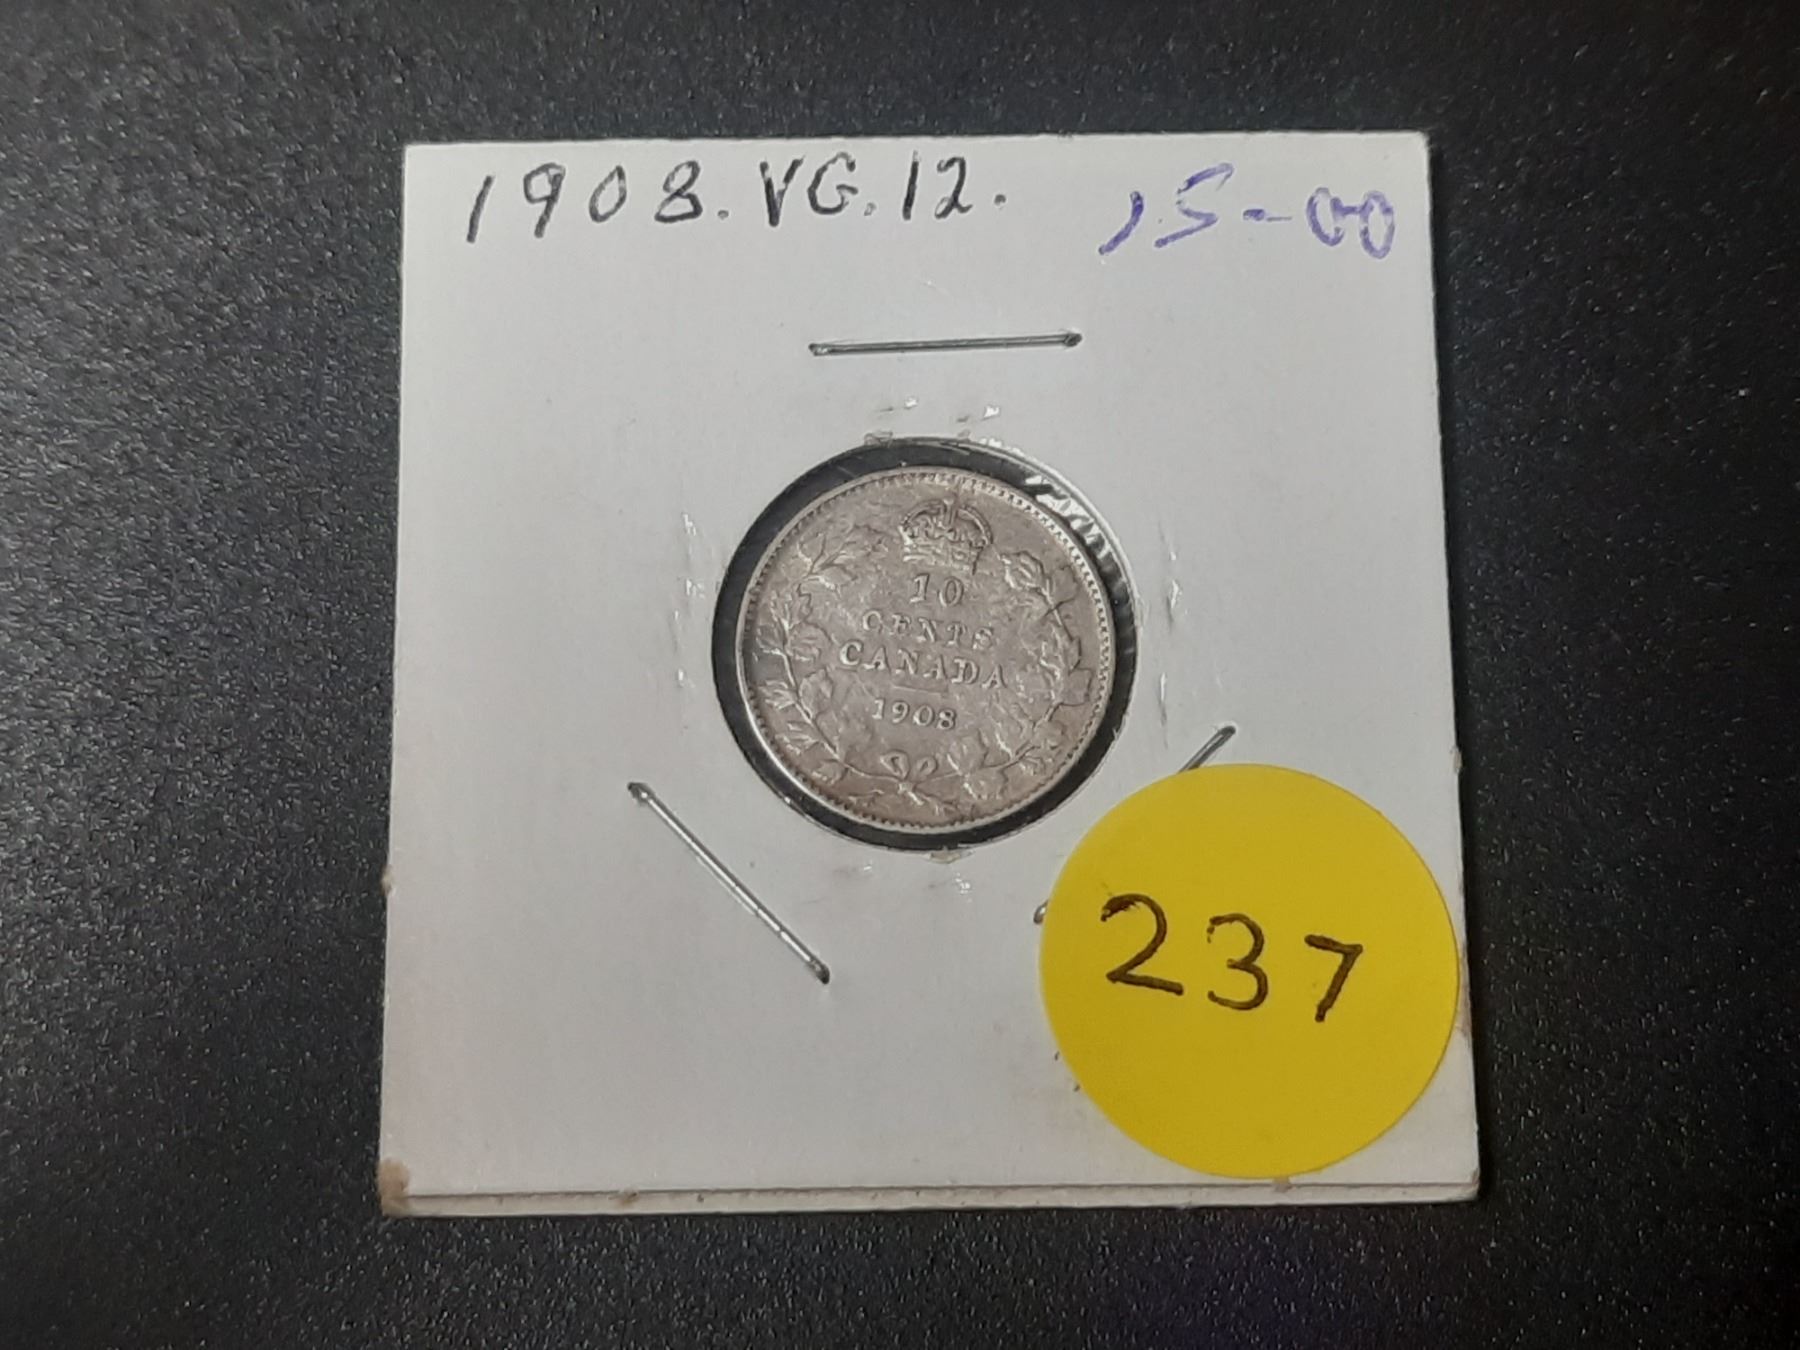 1908. VG. 12. 15-00
10
CENTS
CANADA
1908
237